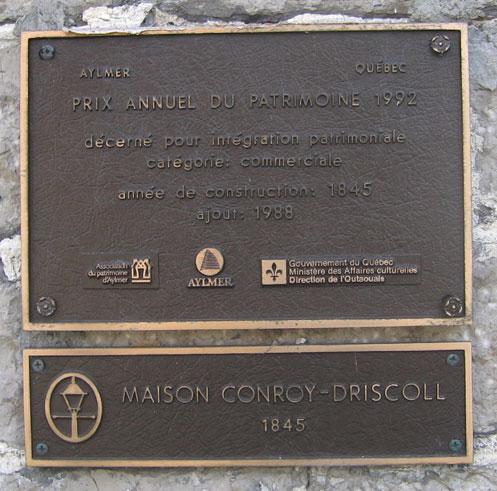 AYLMER QUÉBEC
PRIX ANNUEL DU PATRIMOINE 1992
décerné pour intégration patrimoniale
catégorie: commerciale
année de construction: 1845
ajout: 1988
Association
du patrimoine
d'Aylmer
AYLMER
Gouvernement du Québec
Ministère des Affaires culturelles
Direction de l'Outaouais
MAISON CONROY-DRISCOLL
1845